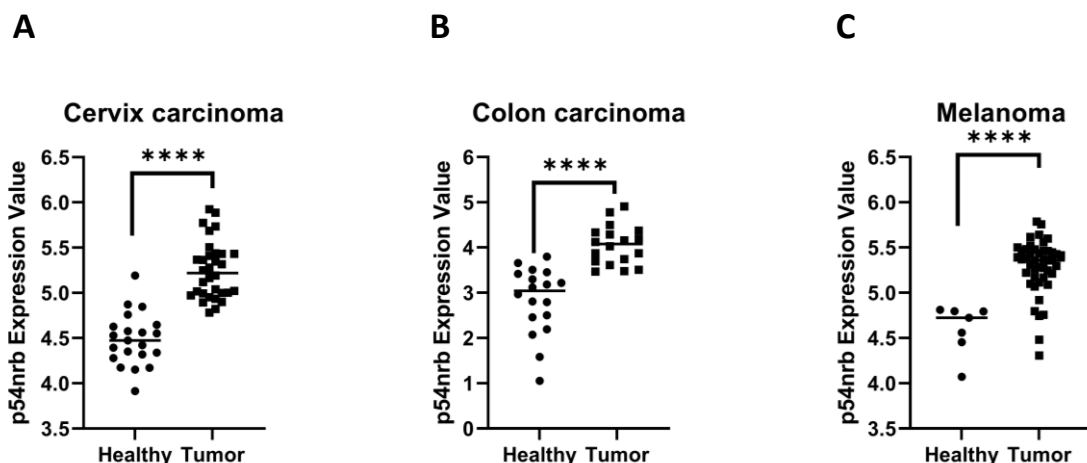 A
B
C
Cervix carcinoma
****
p54nrb Expression Value
6.5
6.0
5.5
5.0
4.5
4.0
3.5
Healthy Tumor
Colon carcinoma
****
p54nrb Expression Value
6
5
4
3
2
1
0
Healthy Tumor
Melanoma
****
p54nrb Expression Value
6.5
6.0
5.5
5.0
4.5
4.0
3.5
Healthy Tumor